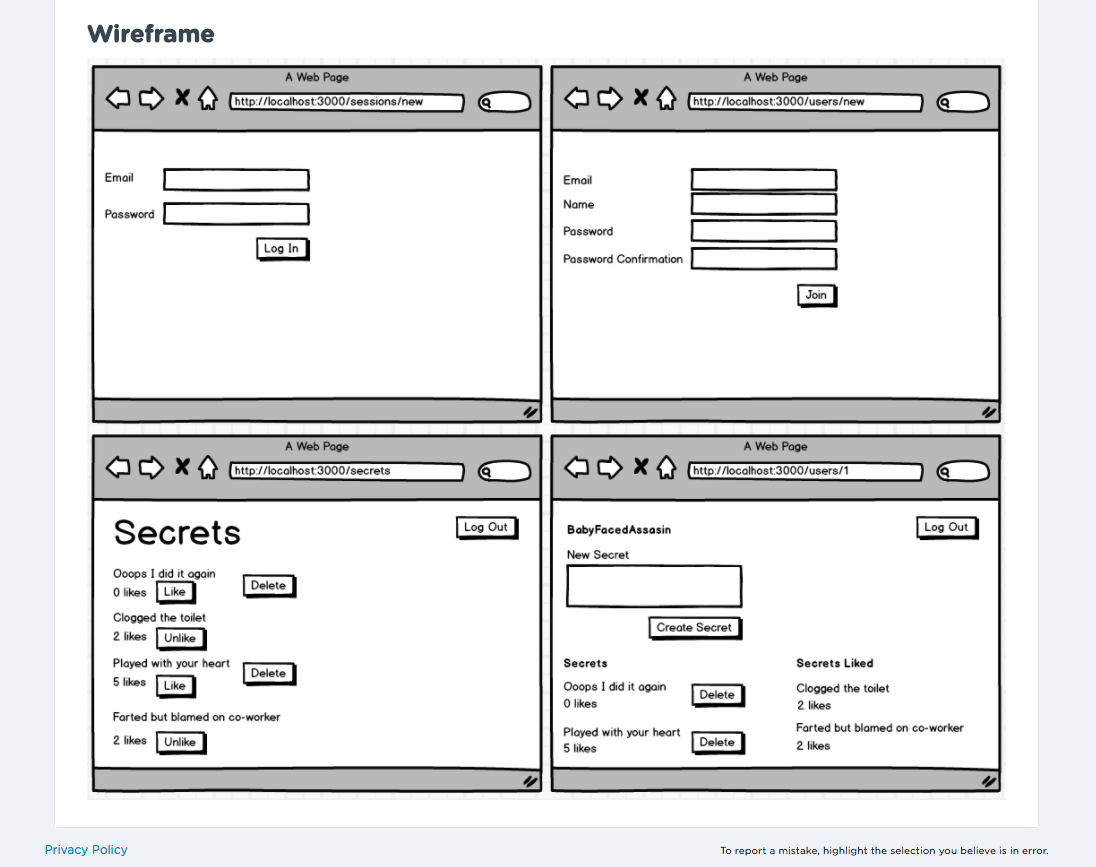 Wireframe
A Web Page
http://localhost:3000/sessions/new
Email
Password
Log In
A Web Page
http://localhost:3000/users/new
Email
Name
Password
Password Confirmation
Join
A Web Page
http://localhost:3000/secrets
Secrets
Log Out
Ooops I did it again
0 likes Like Delete
Clogged the toilet
2 likes Unlike
Played with your heart
5 likes Like Delete
Farted but blamed on co-worker
2 likes Unlike
A Web Page
http://localhost:3000/users/1
BabyFacedAssasin
Log Out
New Secret
Create Secret
Secrets
Ooops I did it again
0 likes
Delete
Played with your heart
5 likes
Delete
Secrets Liked
Clogged the toilet
2 likes
Farted but blamed on co-worker
2 likes
Privacy Policy
To report a mistake, highlight the selection you believe is in error.